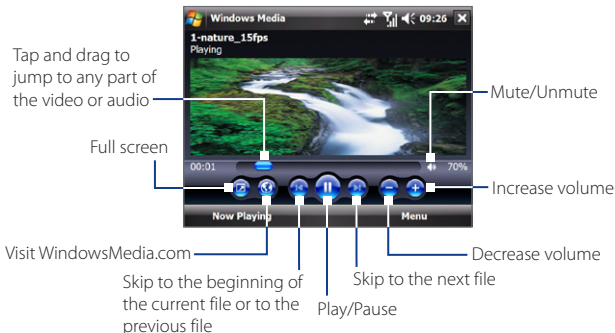 Windows Media 09:26
1-nature_15fps
Playing
Tap and drag to
jump to any part of
the video or audio
Mute/Unmute
Full screen
00:01 70%
Increase volume
Now Playing Menu
Visit WindowsMedia.com
Decrease volume
Skip to the beginning of
the current file or to the
previous file
Play/Pause
Skip to the next file